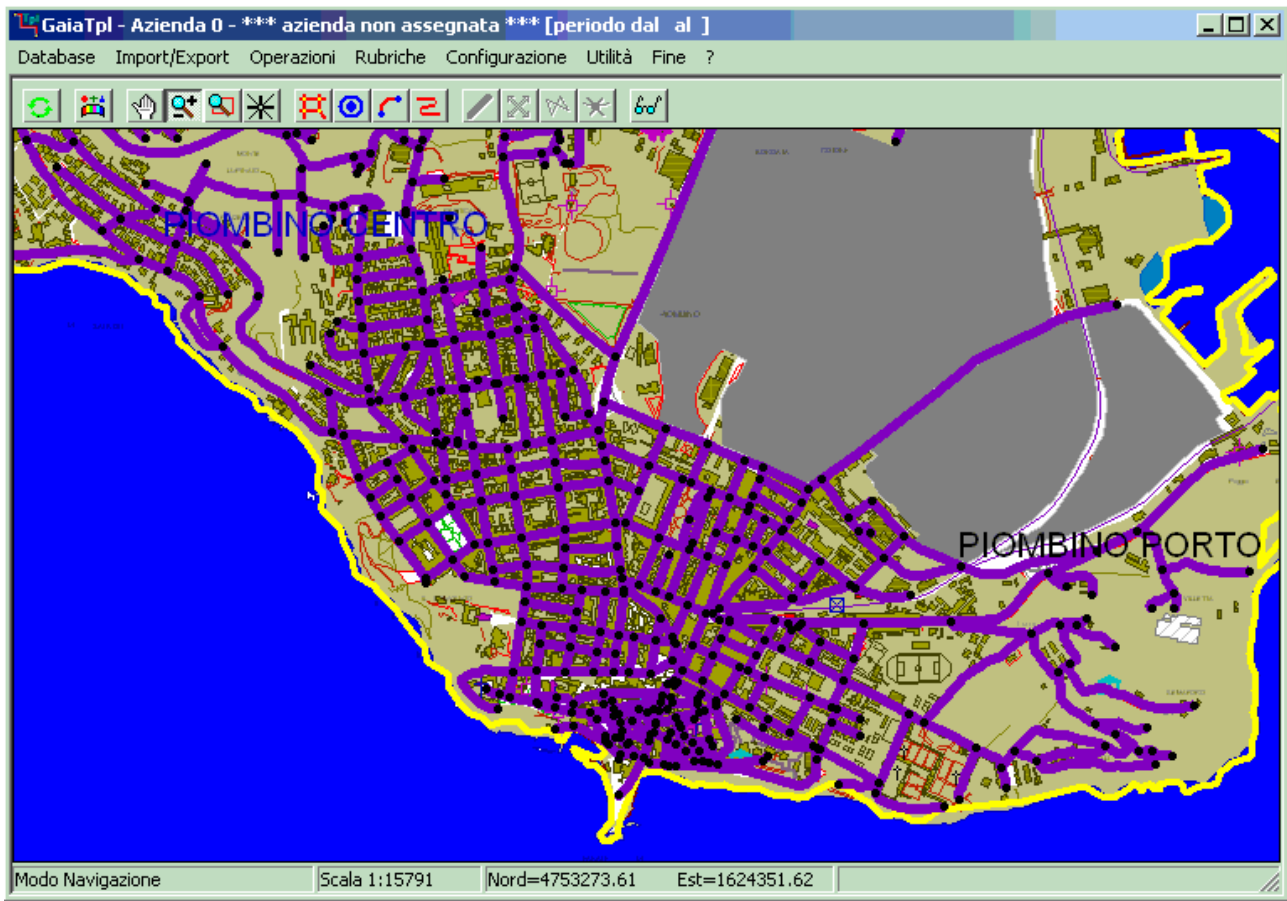 GaiaTpl - Azienda 0 - *** azienda non assegnata *** [periodo dal al ]
Database Import/Export Operazioni Rubriche Configurazione Utilità Fine ?
PIOMBINO CENTRO
PIOMBINO
PIOMBINO PORTO
Modo Navigazione Scala 1:15791 Nord=4753273.61 Est=1624351.62